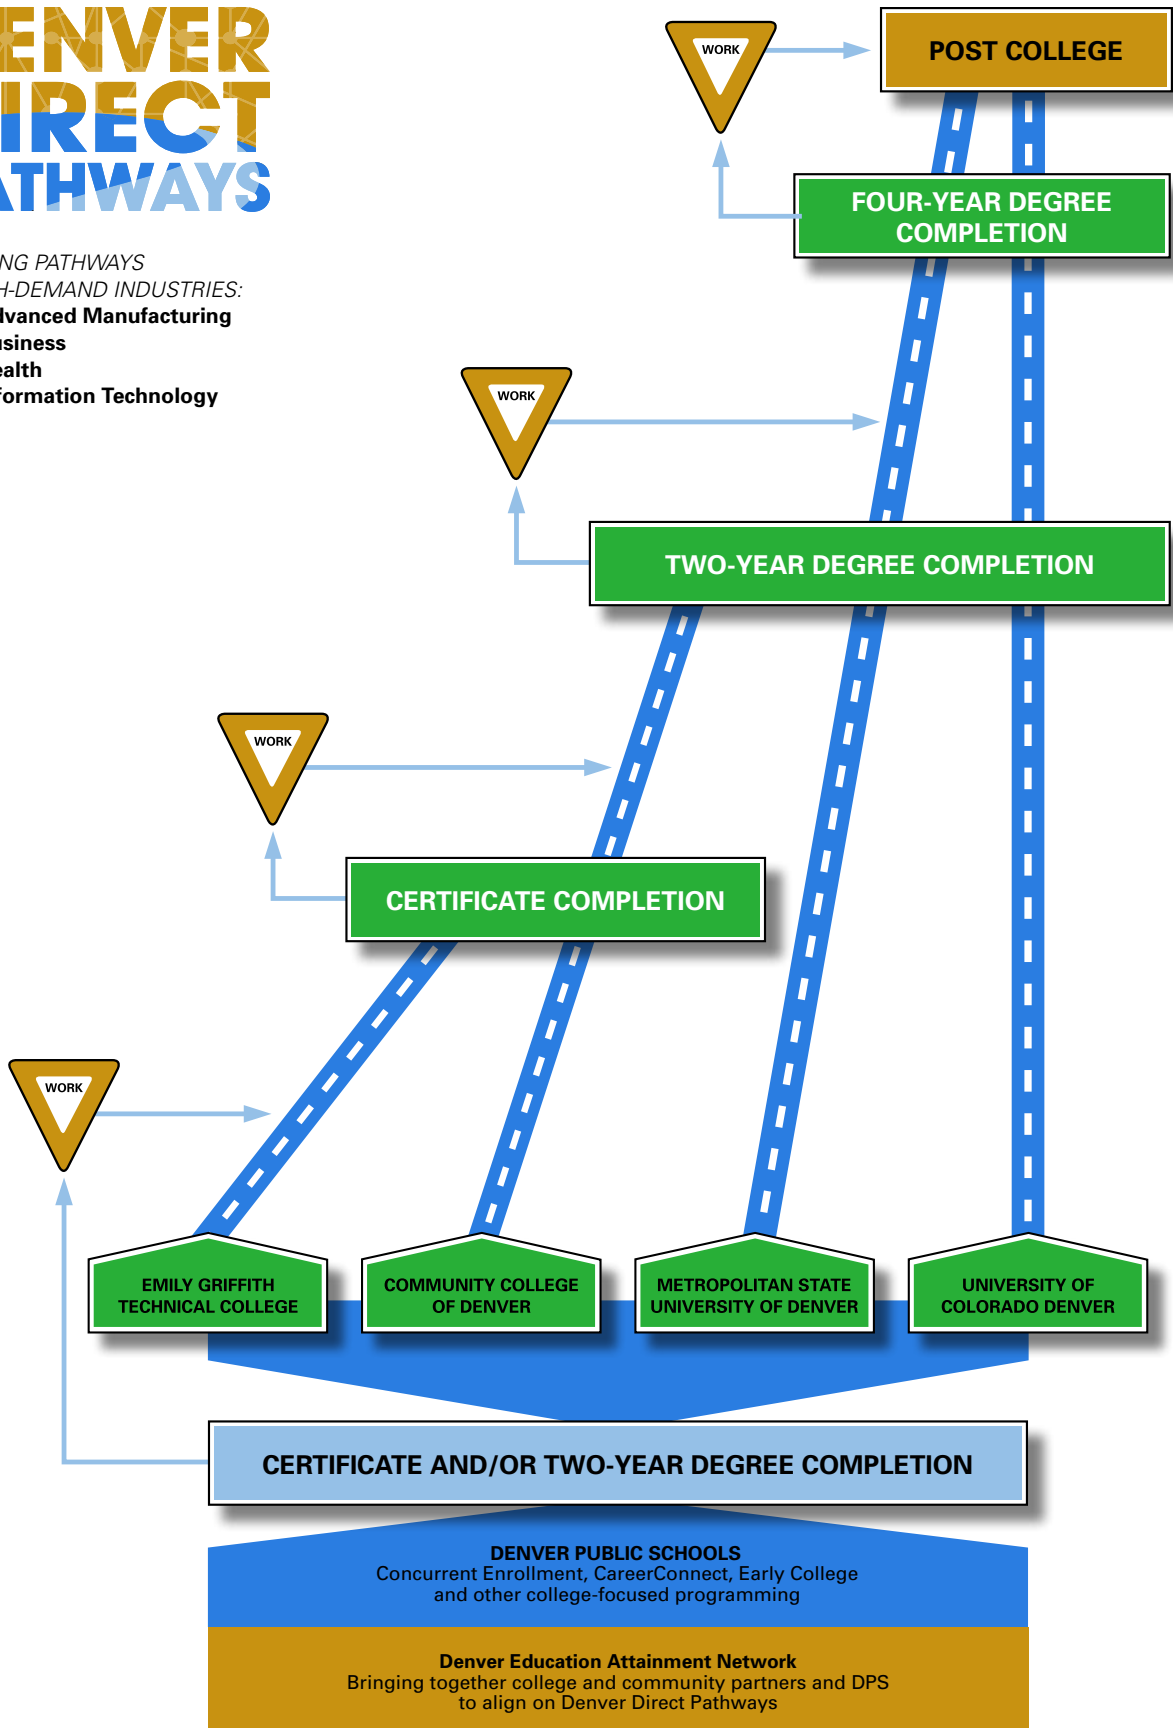 ENVER
IRECT
ATHWAYS
NG PATHWAYS
H-DEMAND INDUSTRIES:
dvanced Manufacturing
usiness
ealth
formation Technology
WORK
POST COLLEGE
FOUR-YEAR DEGREE
COMPLETION
WORK
TWO-YEAR DEGREE COMPLETION
WORK
CERTIFICATE COMPLETION
WORK
EMILY GRIFFITH
TECHNICAL COLLEGE
COMMUNITY COLLEGE
OF DENVER
METROPOLITAN STATE
UNIVERSITY OF DENVER
UNIVERSITY OF
COLORADO DENVER
CERTIFICATE AND/OR TWO-YEAR DEGREE COMPLETION
DENVER PUBLIC SCHOOLS
Concurrent Enrollment, CareerConnect, Early College
and other college-focused programming
Denver Education Attainment Network
Bringing together college and community partners and DPS
to align on Denver Direct Pathways